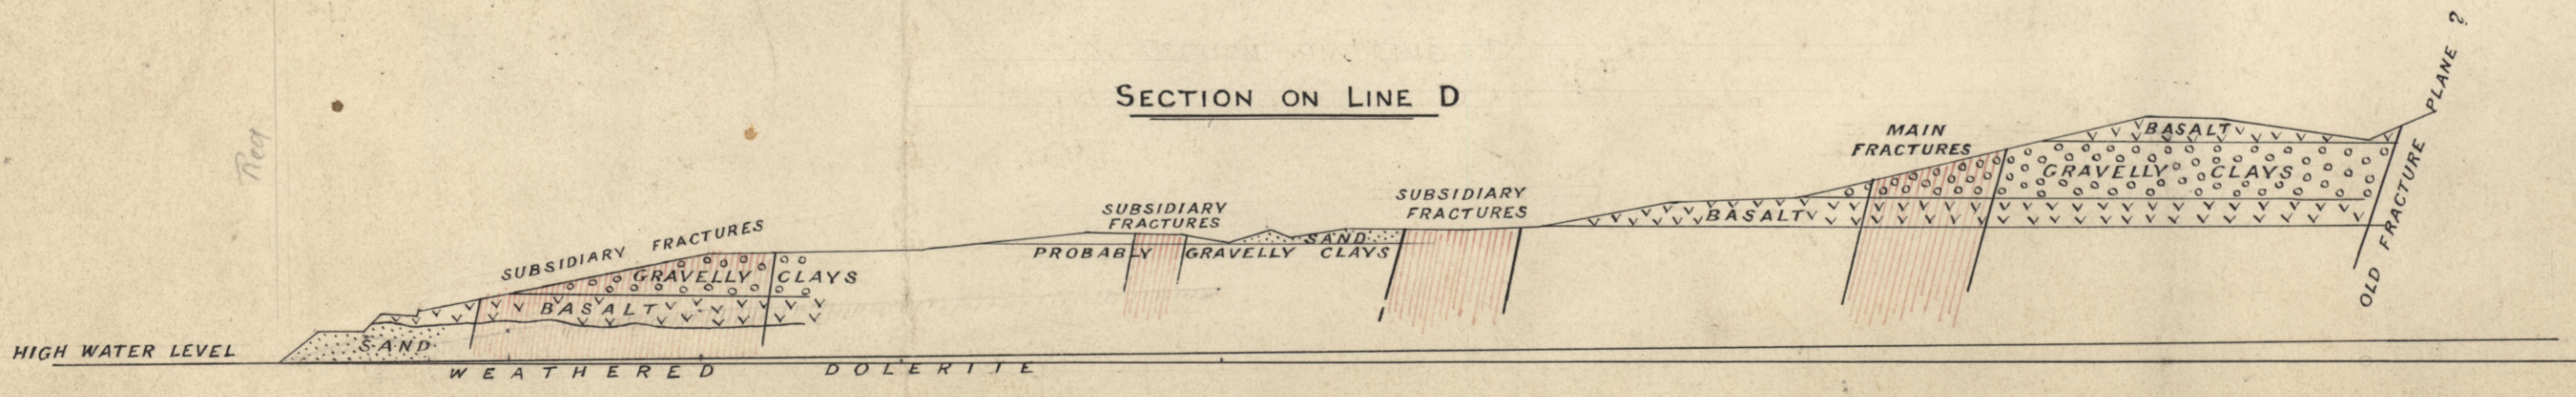 SECTION ON LINE D
Req
SUBSIDIARY FRACTURES
GRAVELLY CLAYS
BASALT
SAND
HIGH WATER LEVEL
WEATHERED DOLERITE
SUBSIDIARY
FRACTURES
PROBABLY GRAVELLY CLAYS
SAND
SUBSIDIARY
FRACTURES
MAIN
FRACTURES
BASALT
BASALT
GRAVELLY CLAYS
OLD FRACTURE PLANE ?